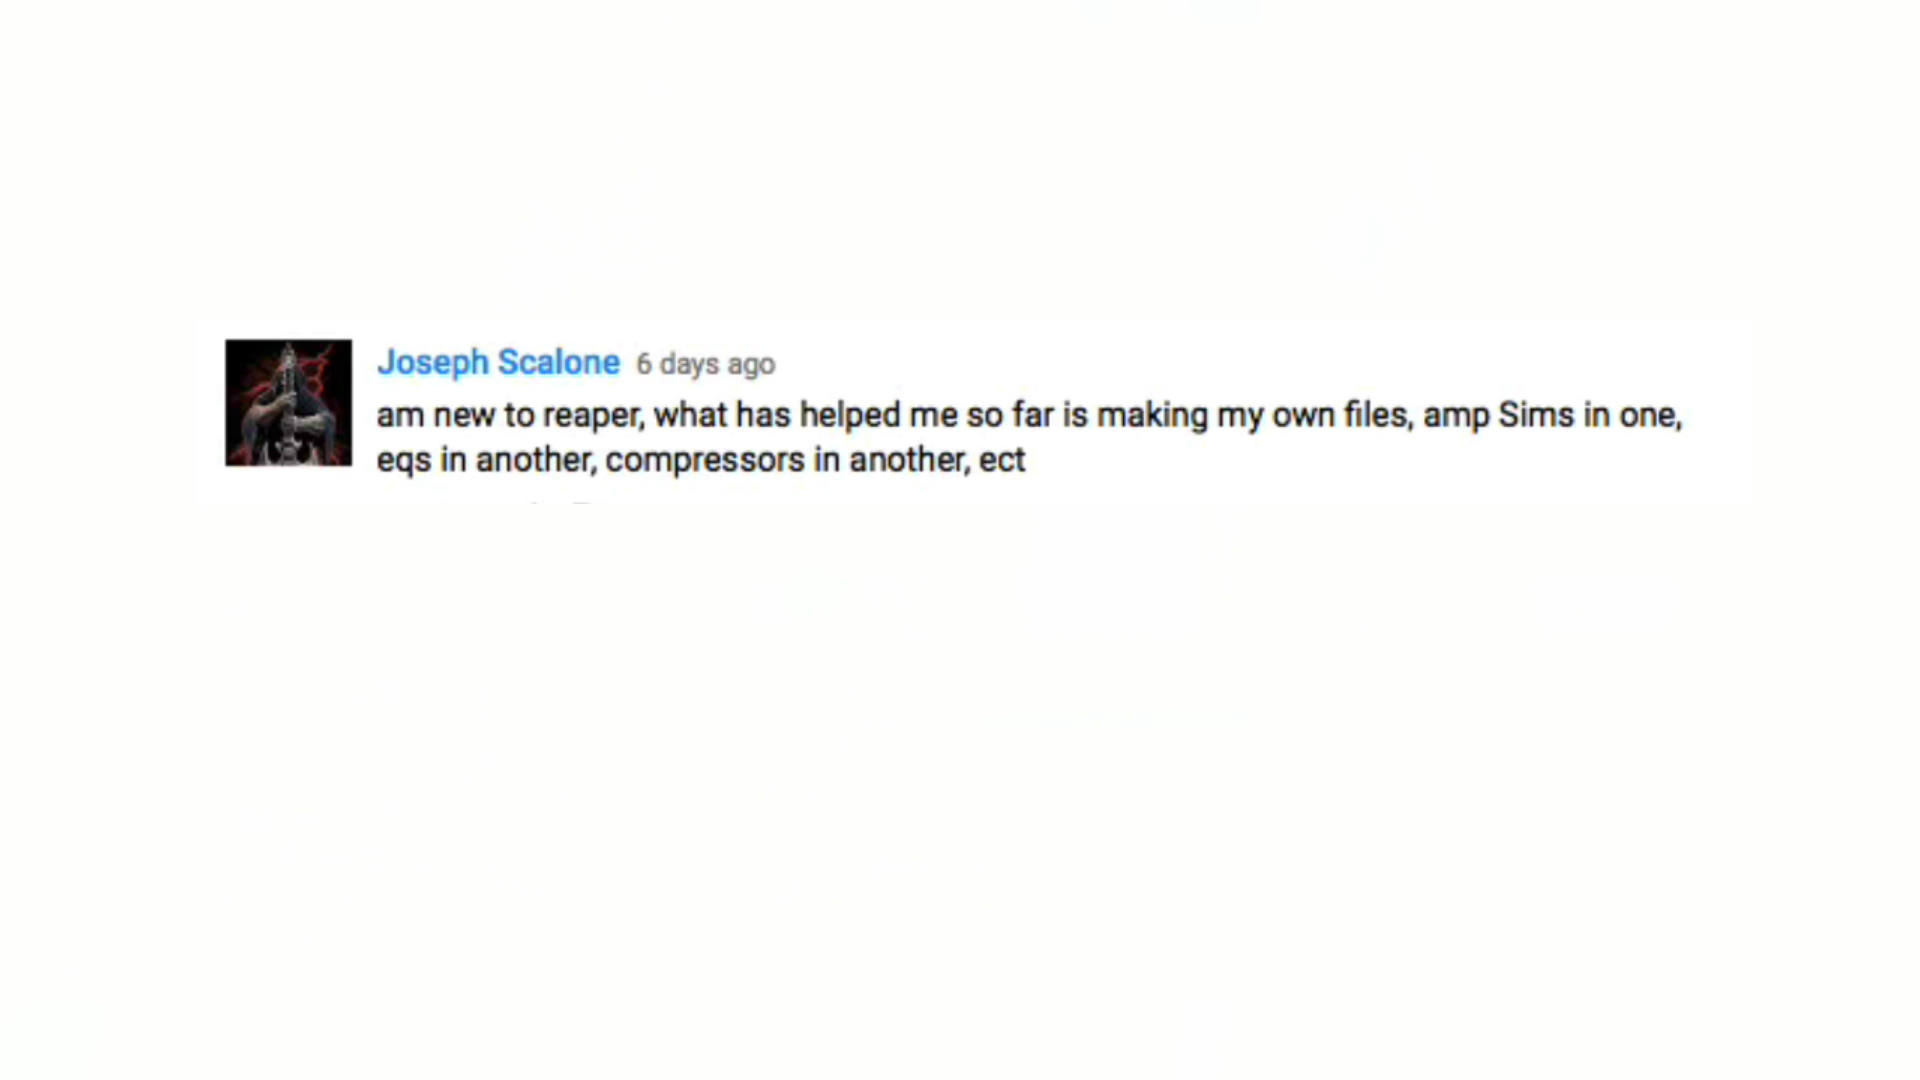 Joseph Scalone 6 days ago
am new to reaper, what has helped me so far is making my own files, amp Sims in one,
eqs in another, compressors in another, ect